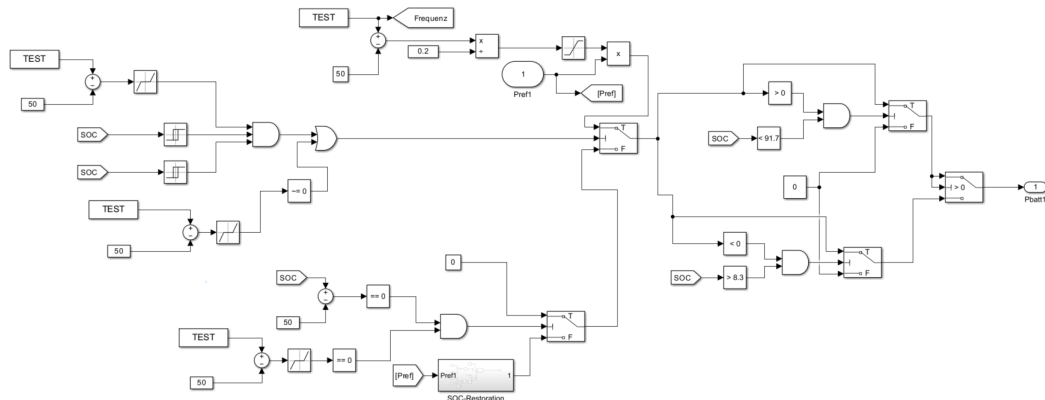 TEST
Frequenz
TEST
+
−
x
÷
0.2
x
50
+
−
50
1
Pref1
[Pref]
> 0
T
F
SOC
SOC
T
F
SOC
< 91.7
SOC
0
~= 0
> 0
1
Pbatt1
TEST
+
−
50
< 0
T
F
0
SOC
> 8.3
SOC
+
−
== 0
T
F
50
TEST
+
−
== 0
50
[Pref]
Pref1
1
SOC-Restoration